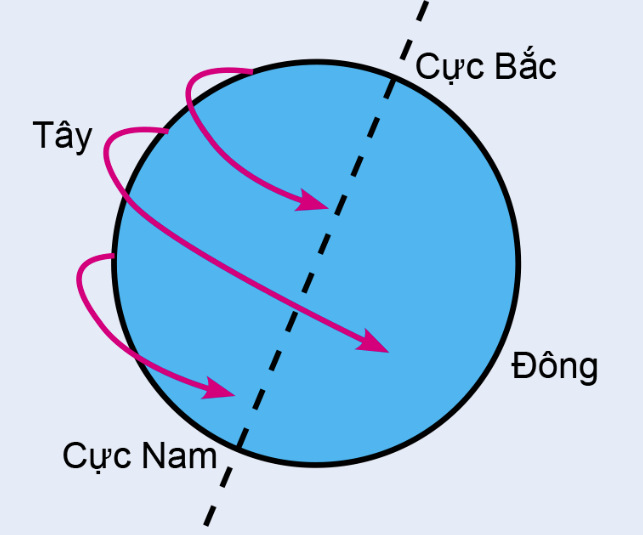 Cực Bắc
Tây
Đông
Cực Nam